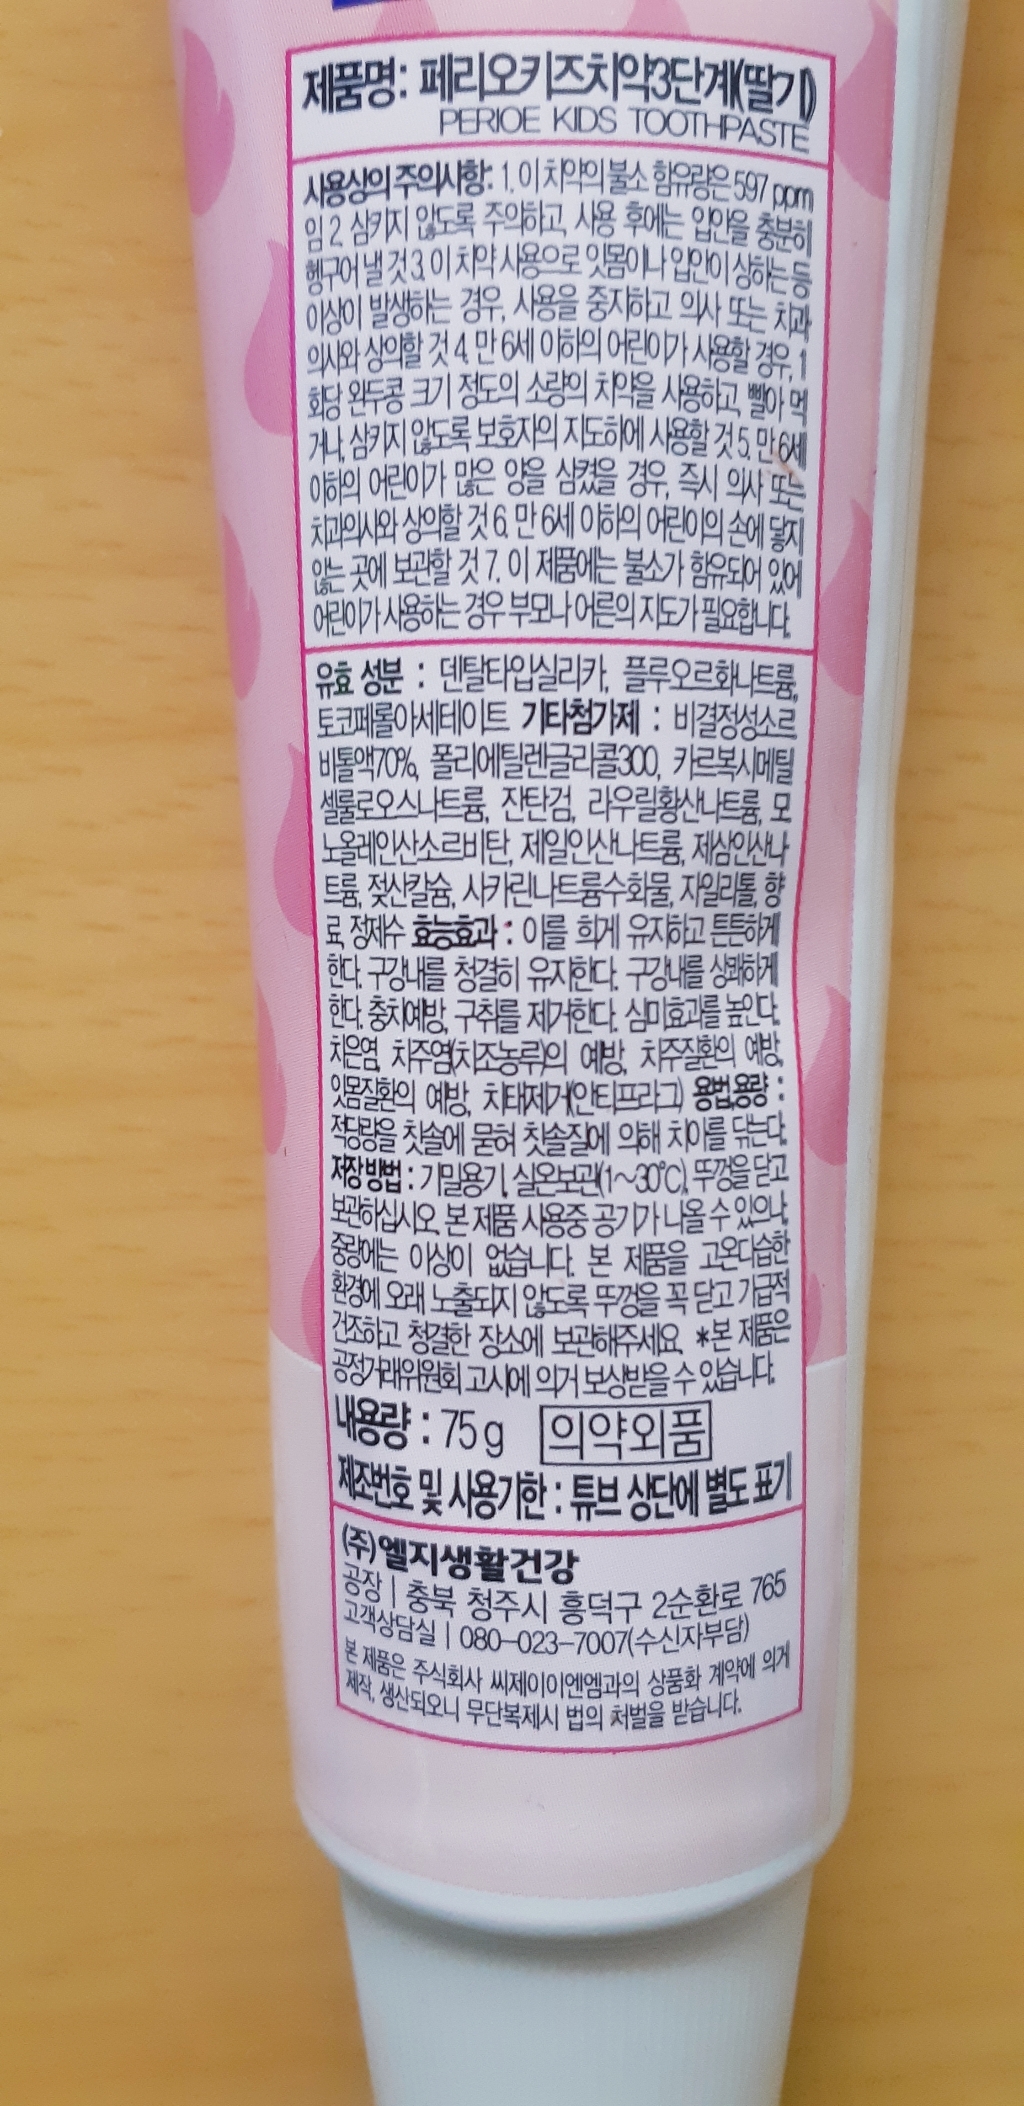 제품명: 페리오키즈치약3단계(딸기)
PERIOE KIDS TOOTHPASTE
사용상의 주의사항: 1. 이 치약의 불소 함유량은 597 ppm
임 2. 삼키지 않도록 주의하고, 사용 후에는 입안을 충분히
헹구어 낼 것 3. 이 치약 사용으로 잇몸이나 입안이 상하는 등
이상이 발생하는 경우, 사용을 중지하고 의사 또는 치과
의사와 상의할 것 4. 만 6세 이하의 어린이가 사용할 경우, 1
회당 완두콩 크기 정도의 소량의 치약을 사용하고, 빨아 먹
거나, 삼키지 않도록 보호자의 지도하에 사용할 것 5. 만 6세
이하의 어린이가 많은 양을 삼켰을 경우, 즉시 의사 또는
치과의사와 상의할 것 6. 만 6세 이하의 어린이의 손에 닿지
않는 곳에 보관할 것 7. 이 제품에는 불소가 함유되어 있어
어린이가 사용하는 경우 부모나 어른의 지도가 필요합니다.
유효 성분 : 덴탈타입실리카, 플루오르화나트륨,
토코페롤아세테이트 기타첨가제 : 비결정성소르
비톨액70%, 폴리에틸렌글리콜300, 카르복시메틸
셀룰로오스나트륨, 잔탄검, 라우릴황산나트륨, 모
노올레인산소르비탄, 제일인산나트륨, 제삼인산나
트륨, 젖산칼슘, 사카린나트륨수화물, 자일리톨, 향
료, 정제수 효능효과 : 이를 희게 유지하고 튼튼하게
한다. 구강내를 청결히 유지한다. 구강내를 상쾌하게
한다. 충치예방, 구취를 제거한다. 심미효과를 높인다.
치은염, 치주염(치조농루)의 예방, 치주질환의 예방,
잇몸질환의 예방, 치태제거(안티프라그) 용법,용량 :
적당량을 칫솔에 묻혀 칫솔질에 의해 치아를 닦는다.
저장방법 : 기밀용기, 실온보관(1~30℃), 뚜껑을 닫고
보관하십시오. 본 제품 사용중 공기가 나올 수 있으나,
중량에는 이상이 없습니다. 본 제품을 고온다습한
환경에 오래 노출되지 않도록 뚜껑을 꼭 닫고 가급적
건조하고 청결한 장소에 보관해주세요. *본 제품은
공정거래위원회 고시에 의거 보상받을 수 있습니다.
내용량 : 75g 의약외품
제조번호 및 사용기한 : 튜브 상단에 별도 표기
(주)엘지생활건강
공장 | 충북 청주시 흥덕구 2순환로 765
고객상담실 | 080-023-7007(수신자부담)
본 제품은 주식회사 씨제이이엔엠과의 상품화 계약에 의게
제작, 생산되오니 무단복제시 법의 처벌을 받습니다.